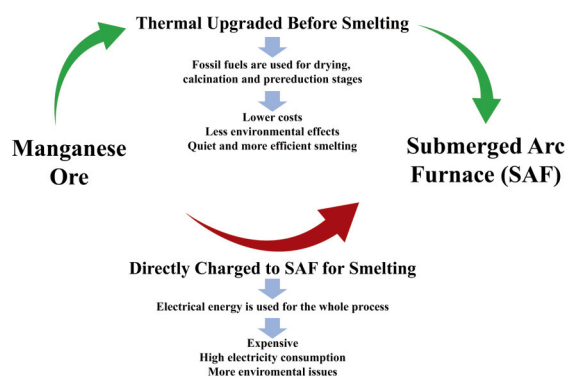 Thermal Upgraded Before Smelting
Fossil fuels are used for drying,
calcination and prereduction stages
Lower costs
Less environmental effects
Quiet and more efficient smelting
Manganese
Ore
Submerged Arc
Furnace (SAF)
Directly Charged to SAF for Smelting
Electrical energy is used for the whole process
Expensive
High electricity consumption
More enviromental issues